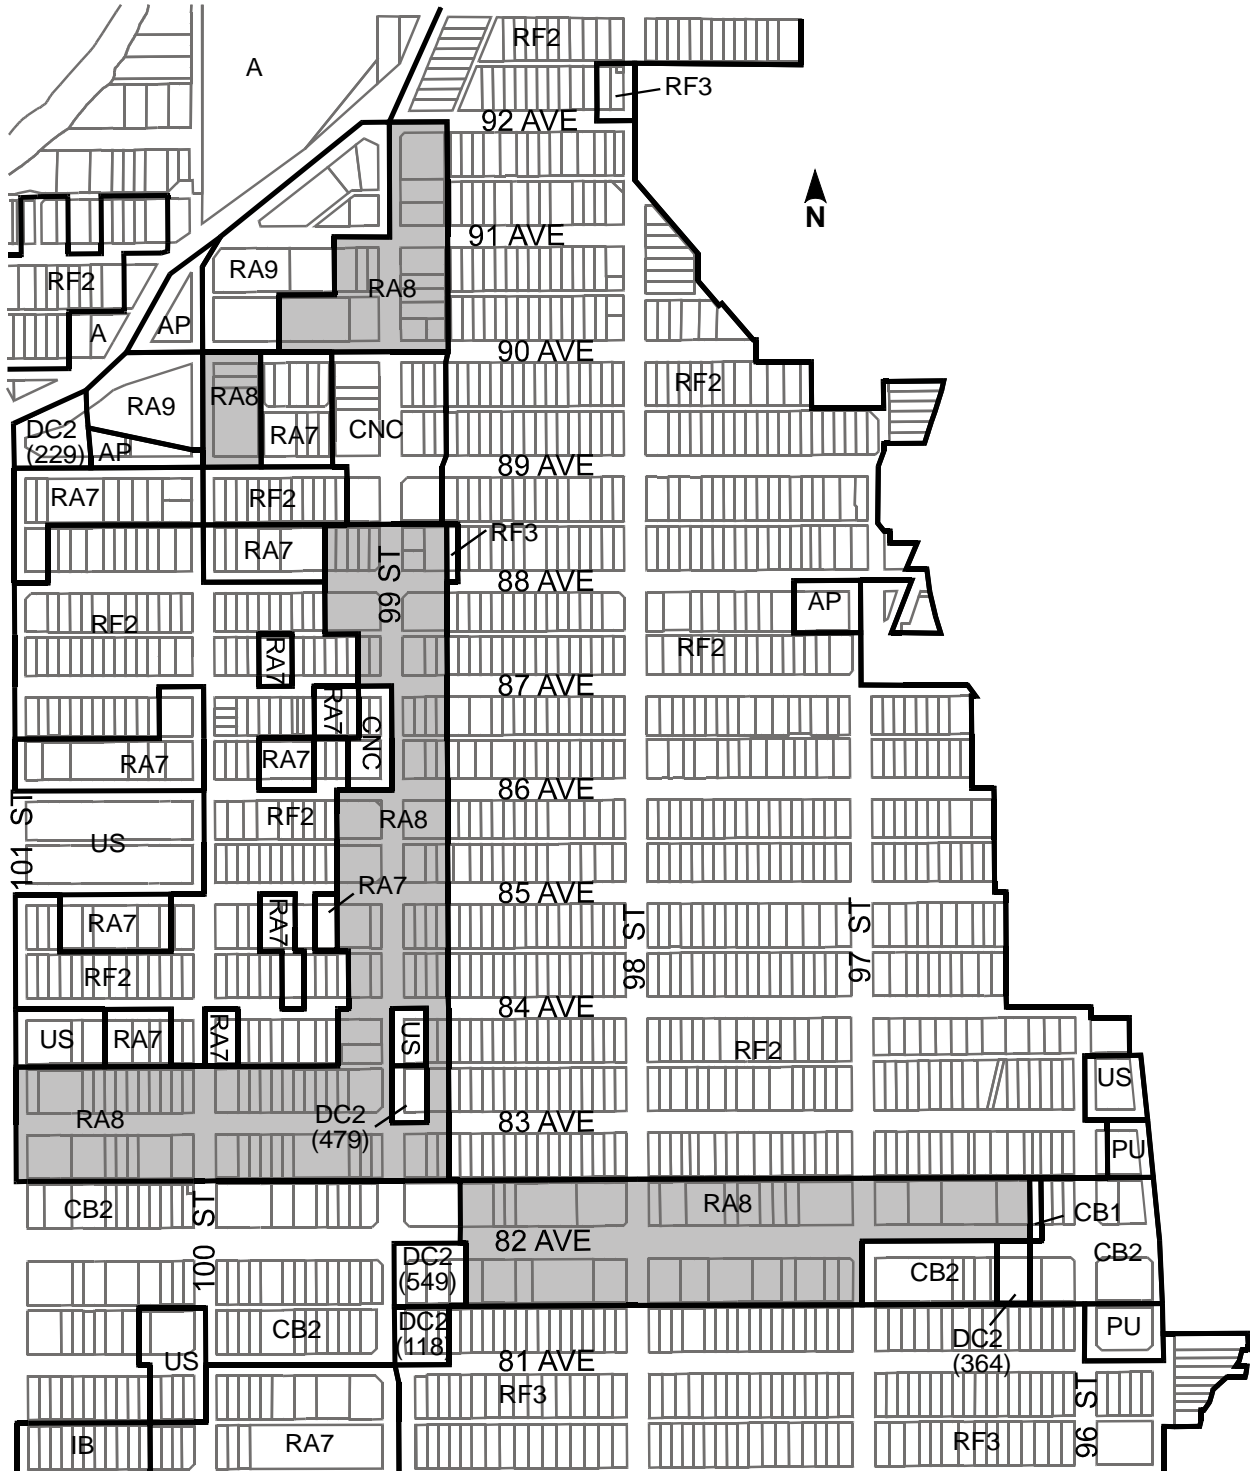 RF2
A
RF3
92 AVE
N
91 AVE
RA9
RF2
RA8
AP
A
90 AVE
RF2
RA8
RA9
CNC
DC2
(229)
AP
RA7
89 AVE
RA7
RF2
RF3
RA7
99 ST
88 AVE
AP
RF2
RF2
RA7
87 AVE
RA7
CNC
RA7
RA7
86 AVE
101 ST
RF2
RA8
US
RA7
85 AVE
RA7
RA7
98 ST
97 ST
RF2
84 AVE
US
RA7
RA7
US
RF2
US
RA8
DC2
(479)
83 AVE
PU
CB2
100 ST
RA8
CB1
82 AVE
DC2
(549)
CB2
CB2
CB2
DC2
(118)
DC2
(364)
PU
US
81 AVE
RF3
96 ST
IB
RA7
RF3